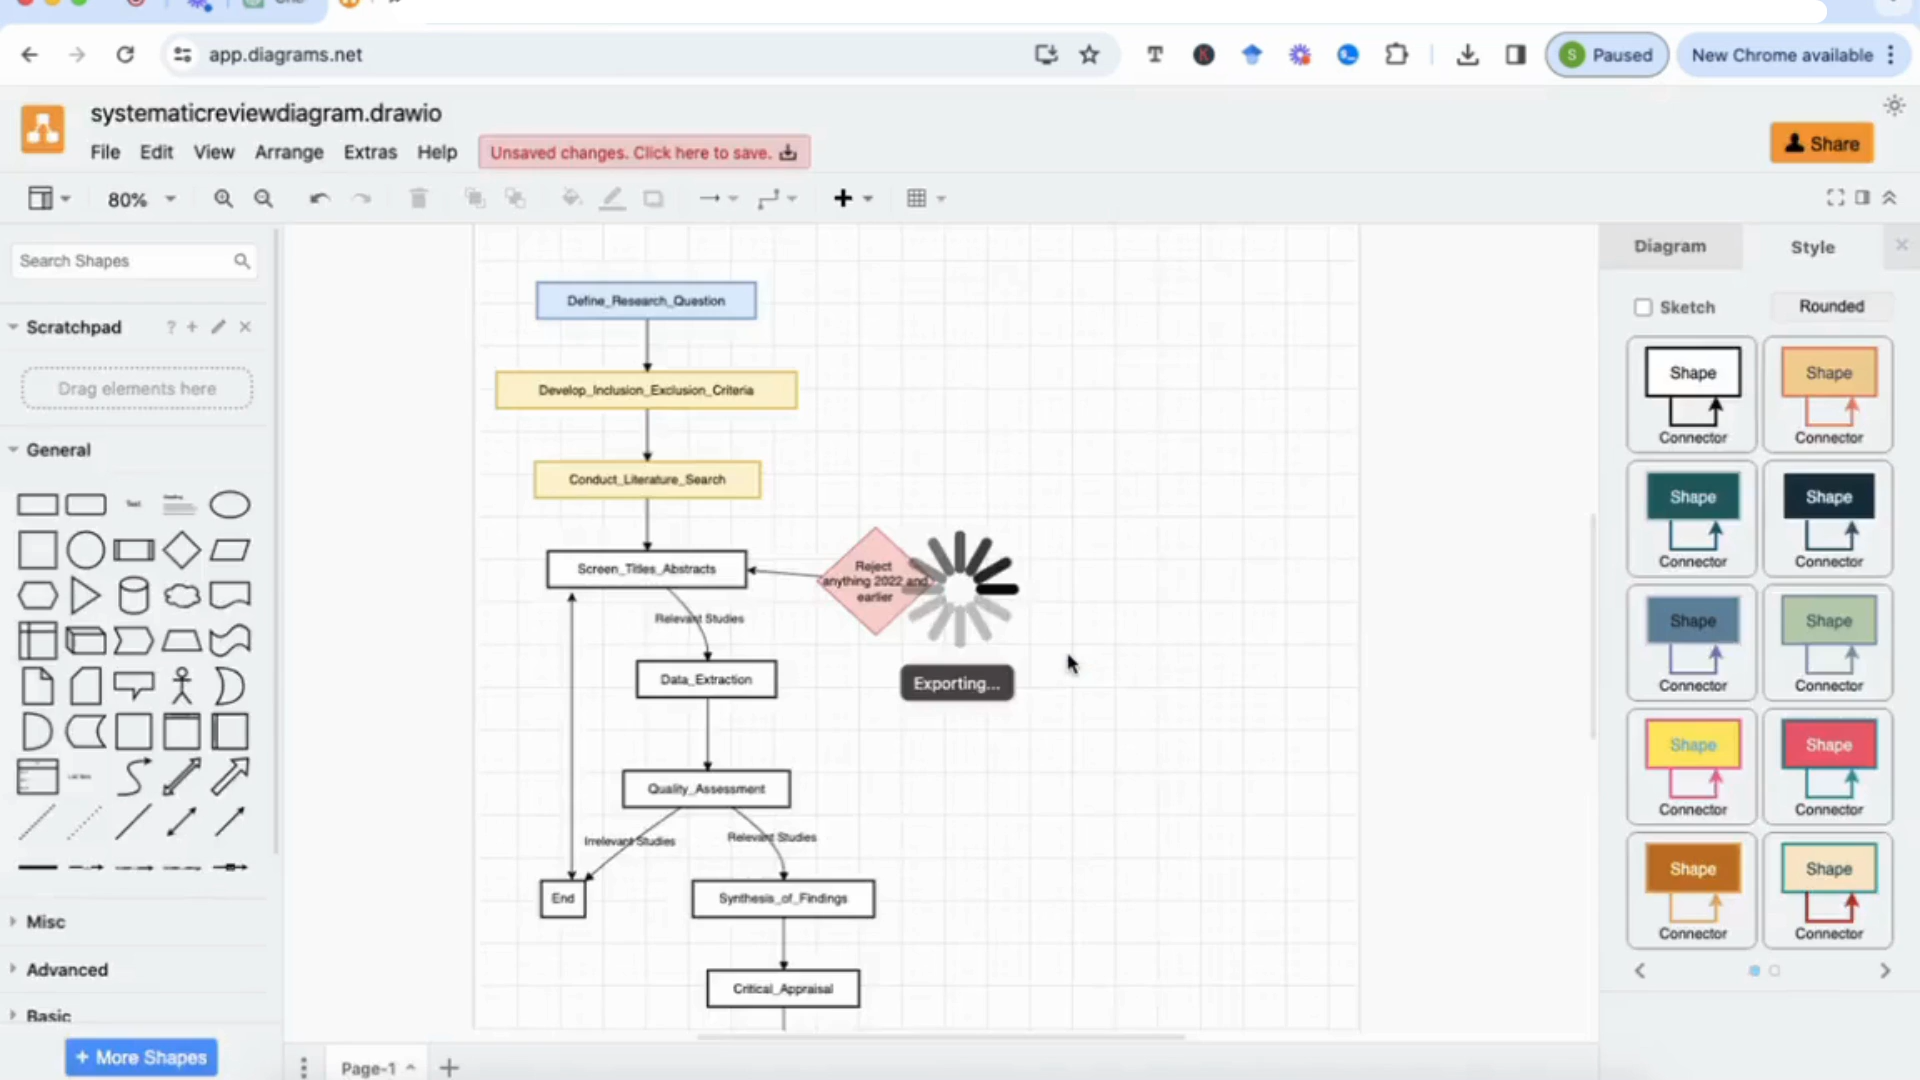 app.diagrams.net
S Paused
New Chrome available
systematicreviewdiagram.drawio
File Edit View Arrange Extras Help
Unsaved changes. Click here to save.
Share
80%
Search Shapes
Scratchpad
?
Drag elements here
General
Text
Heading
Misc
Advanced
Basic
+ More Shapes
Define_Research_Question
Develop_Inclusion_Exclusion_Criteria
Conduct_Literature_Search
Screen_Titles_Abstracts
Reject
anything 2022 and
earlier
Relevant Studies
Exporting...
Data_Extraction
Quality_Assessment
Irrelevant Studies
Relevant Studies
End
Synthesis_of_Findings
Critical_Appraisal
Page-1
Diagram
Style
Sketch
Rounded
Shape
Connector
Shape
Connector
Shape
Connector
Shape
Connector
Shape
Connector
Shape
Connector
Shape
Connector
Shape
Connector
Shape
Connector
Shape
Connector